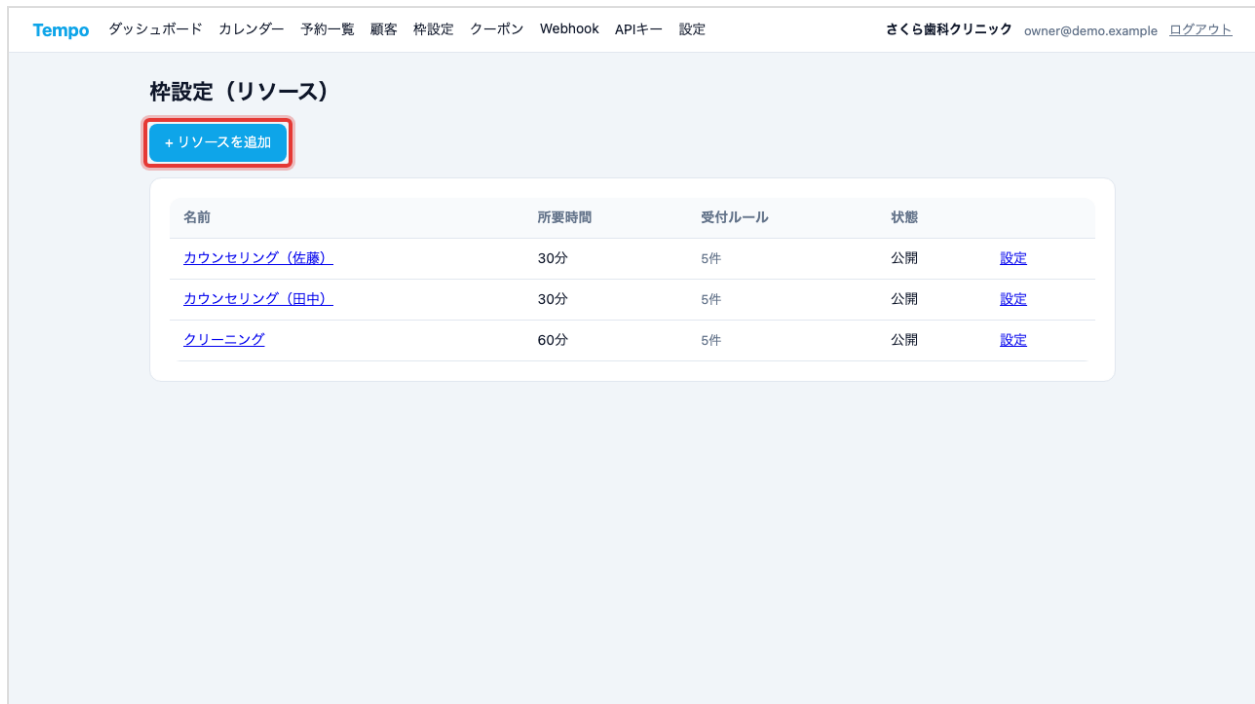 Tempo ダッシュボード カレンダー 予約一覧 顧客 枠設定 クーポン Webhook APIキー 設定 さくら歯科クリニック owner@demo.example ログアウト
枠設定（リソース）
+ リソースを追加
名前 所要時間 受付ルール 状態
カウンセリング（佐藤） 30分 5件 公開 設定
カウンセリング（田中） 30分 5件 公開 設定
クリーニング 60分 5件 公開 設定